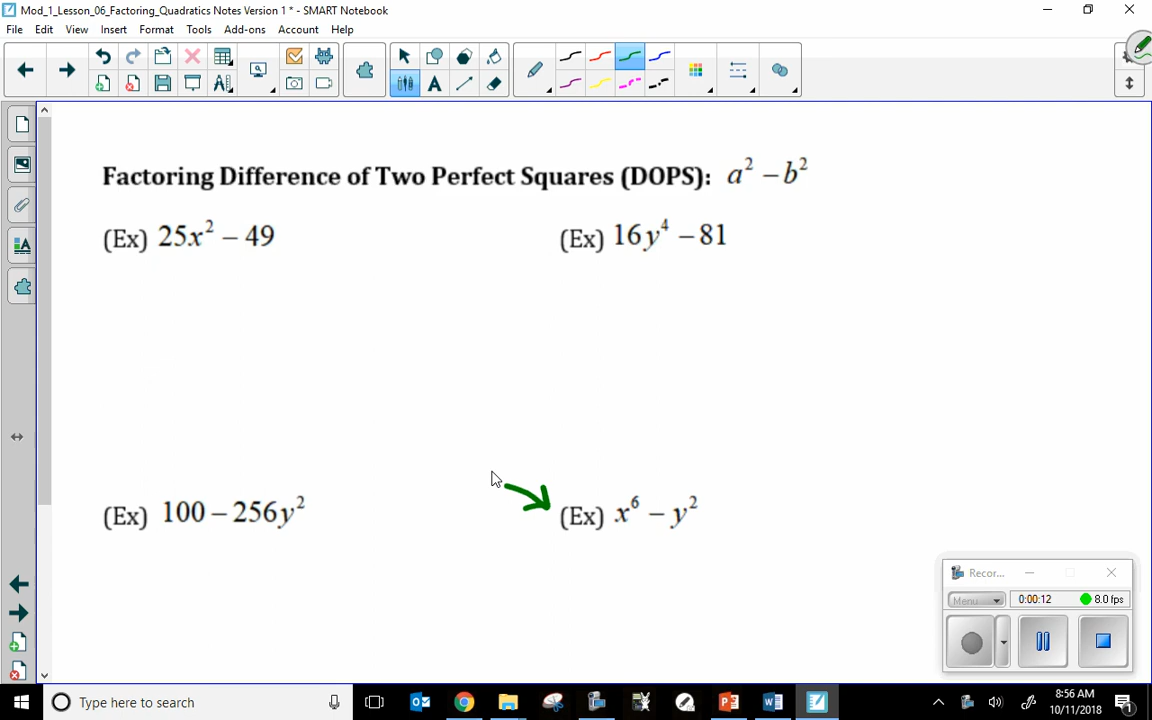 Mod_1_Lesson_06_Factoring_Quadratics Notes Version 1 * - SMART Notebook
File Edit View Insert Format Tools Add-ons Account Help
Factoring Difference of Two Perfect Squares (DOPS): a² − b²
(Ex) 25x² − 49
(Ex) 16y⁴ − 81
(Ex) 100 − 256y²
(Ex) x⁶ − y²
Recor...
Menu 0:00:12 8.0 fps
Type here to search
8:56 AM
10/11/2018
1